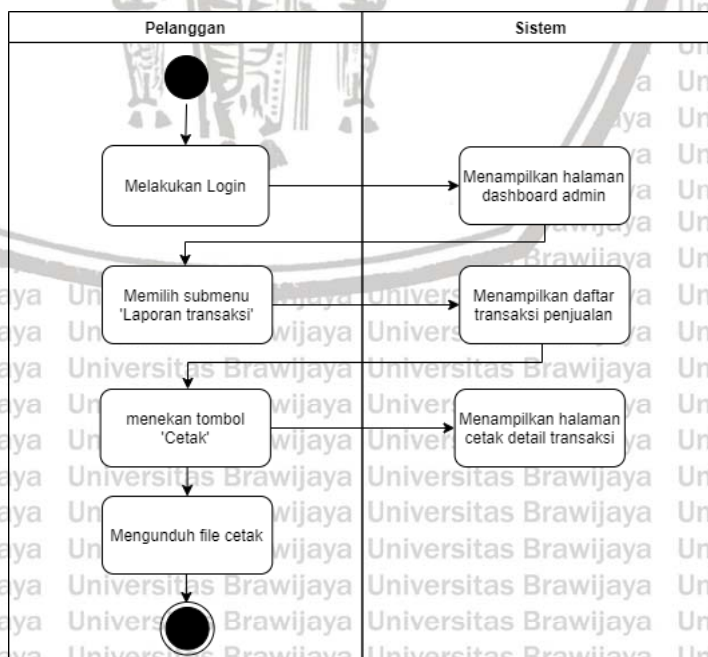 Pelanggan
Sistem
Melakukan Login
Menampilkan halaman
dashboard admin
Memilih submenu
'Laporan transaksi'
Menampilkan daftar
transaksi penjualan
menekan tombol
'Cetak'
Menampilkan halaman
cetak detail transaksi
Mengunduh file cetak
Universitas Brawijaya